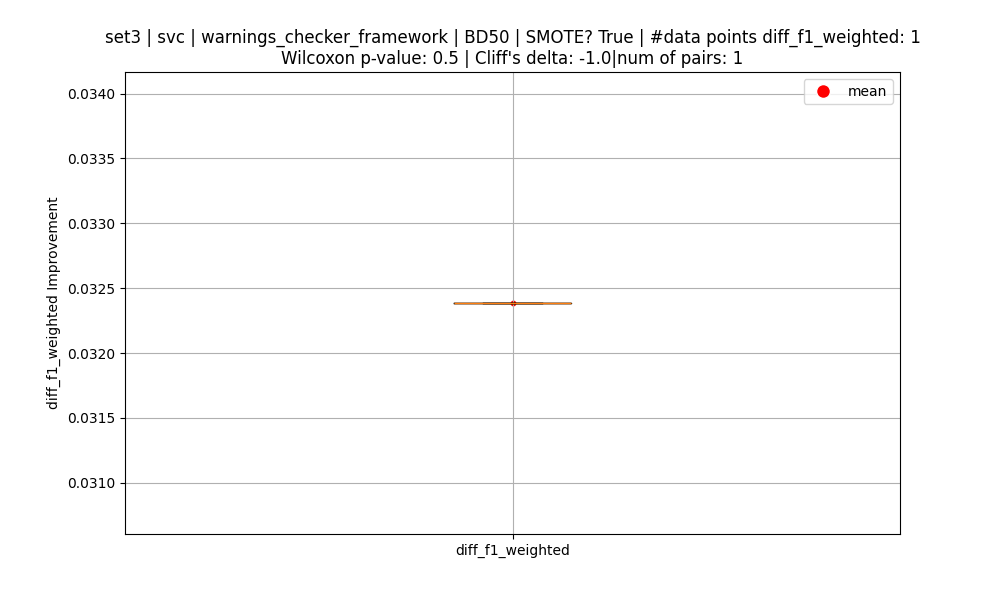 set3 | svc | warnings_checker_framework | BD50 | SMOTE? True | #data points diff_f1_weighted: 1
Wilcoxon p-value: 0.5 | Cliff's delta: -1.0|num of pairs: 1
mean
0.0340
0.0335
0.0330
0.0325
0.0320
0.0315
0.0310
diff_f1_weighted Improvement
diff_f1_weighted